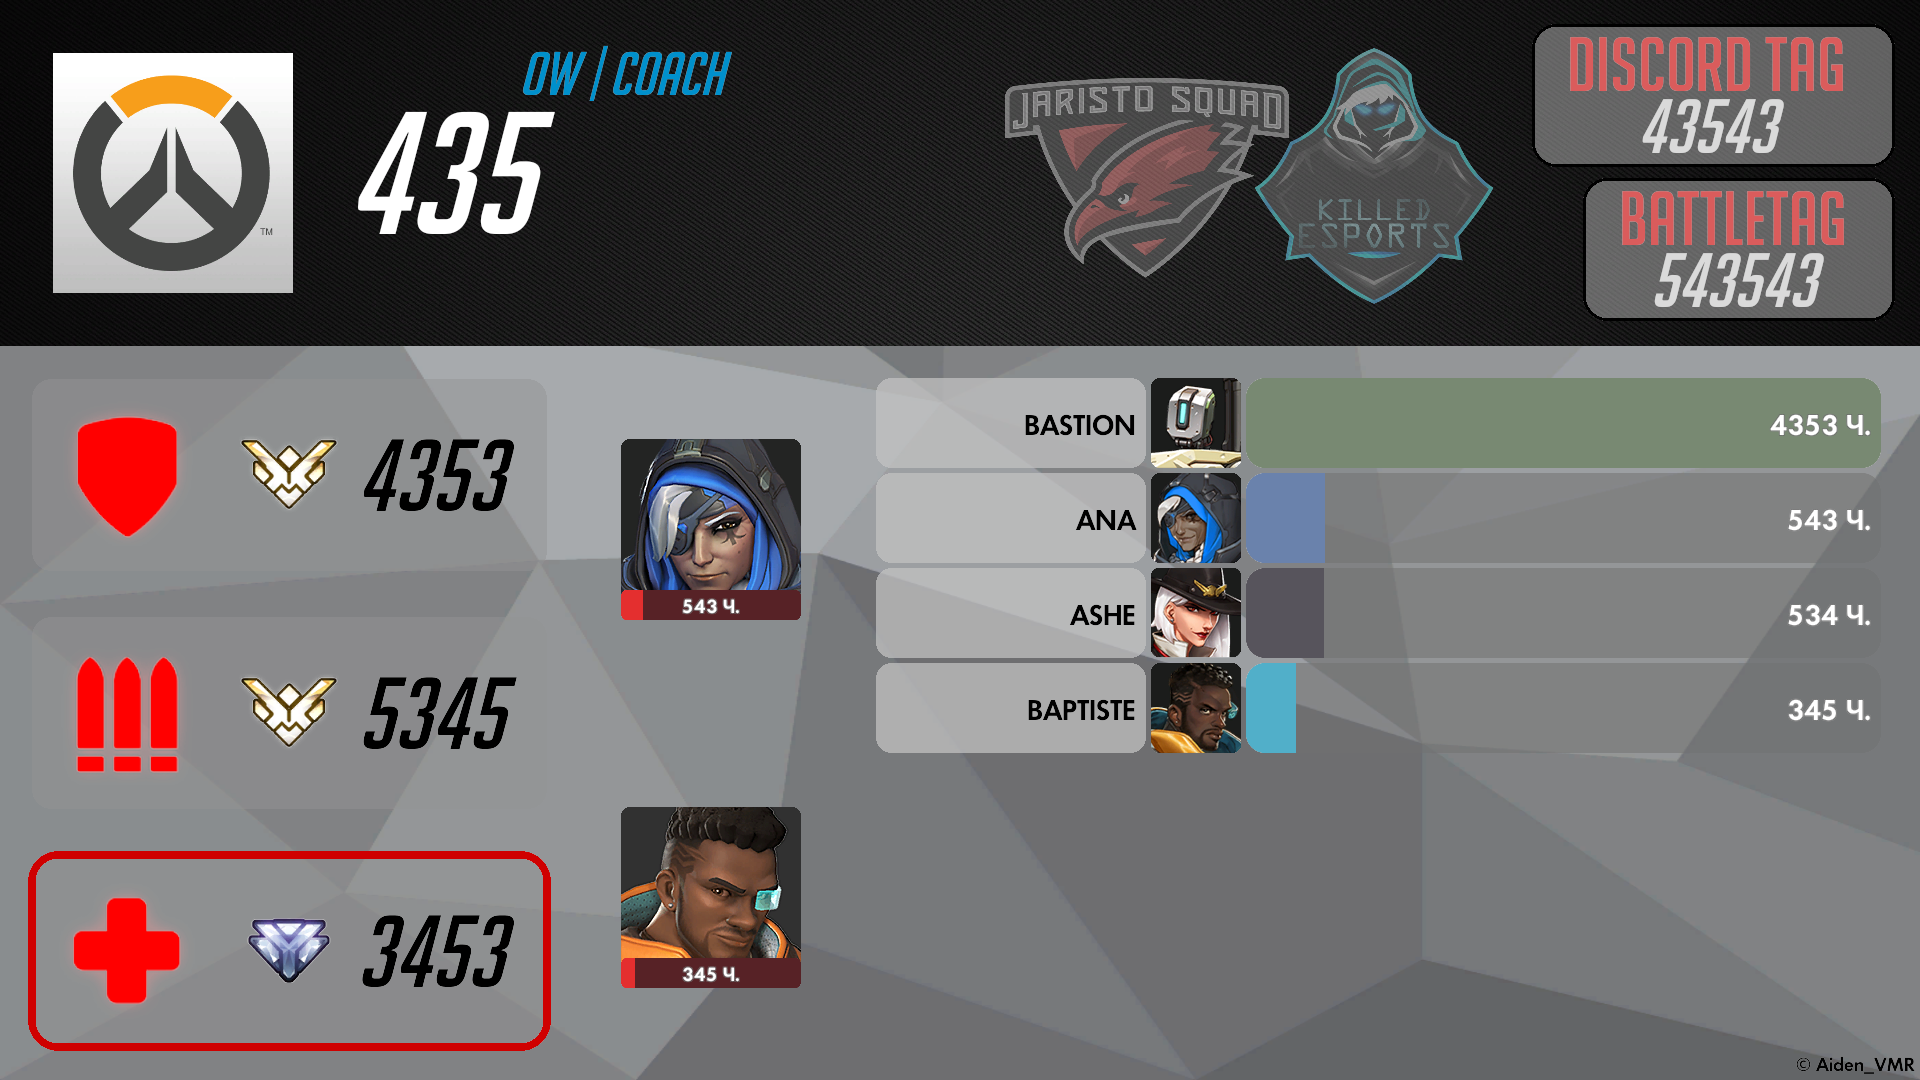 OW | COACH
435
TM
JARISTO SQUAD
KILLED
ESPORTS
DISCORD TAG
43543
BATTLETAG
543543
4353
5345
3453
543 Ч.
345 Ч.
BASTION
4353 Ч.
ANA
543 Ч.
ASHE
534 Ч.
BAPTISTE
345 Ч.
© Aiden_VMR